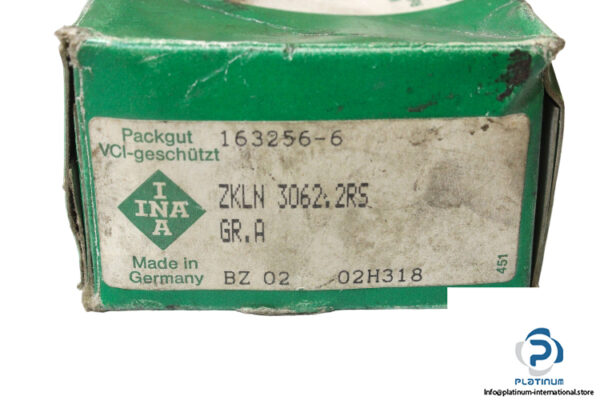 Packgut 163256-6
VCI-geschützt
I
INA
A
ZKLN 3062.2RS
GR.A
Made in
Germany
BZ 02 02H318
451
PLATINUM
Info@platinum-international.store